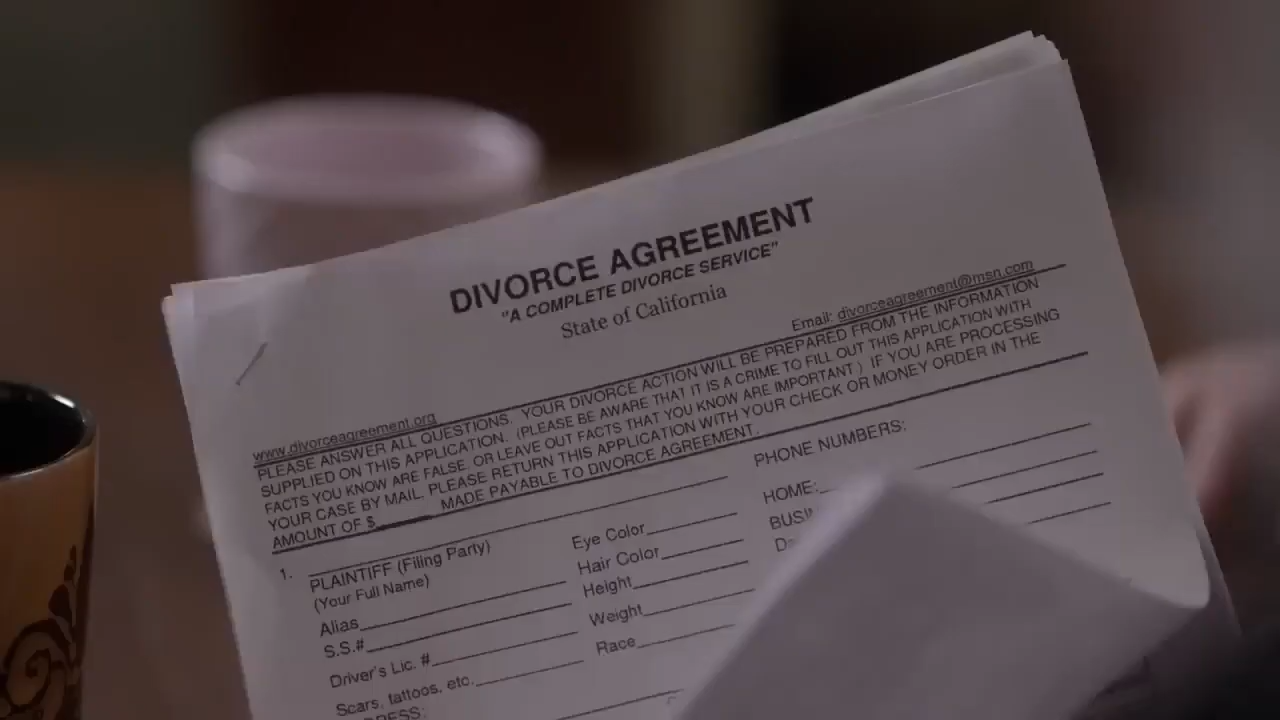 DIVORCE AGREEMENT
"A COMPLETE DIVORCE SERVICE"
State of California
www.divorceagreement.org
Email: divorceagreement@msn.com
PLEASE ANSWER ALL QUESTIONS. YOUR DIVORCE ACTION WILL BE PREPARED FROM THE INFORMATION
SUPPLIED ON THIS APPLICATION. (PLEASE BE AWARE THAT IT IS A CRIME TO FILL OUT THIS APPLICATION WITH
FACTS YOU KNOW ARE FALSE. OR LEAVE OUT FACTS THAT YOU KNOW ARE IMPORTANT) IF YOU ARE PROCESSING
YOUR CASE BY MAIL, PLEASE RETURN THIS APPLICATION WITH YOUR CHECK OR MONEY ORDER IN THE
AMOUNT OF $______ MADE PAYABLE TO DIVORCE AGREEMENT.
1.
PLAINTIFF (Filing Party)
(Your Full Name)
Alias
S.S.#
Driver's Lic. #
Scars, tattoos, etc.
Eye Color
Hair Color
Height
Weight
Race
PHONE NUMBERS:
HOME: